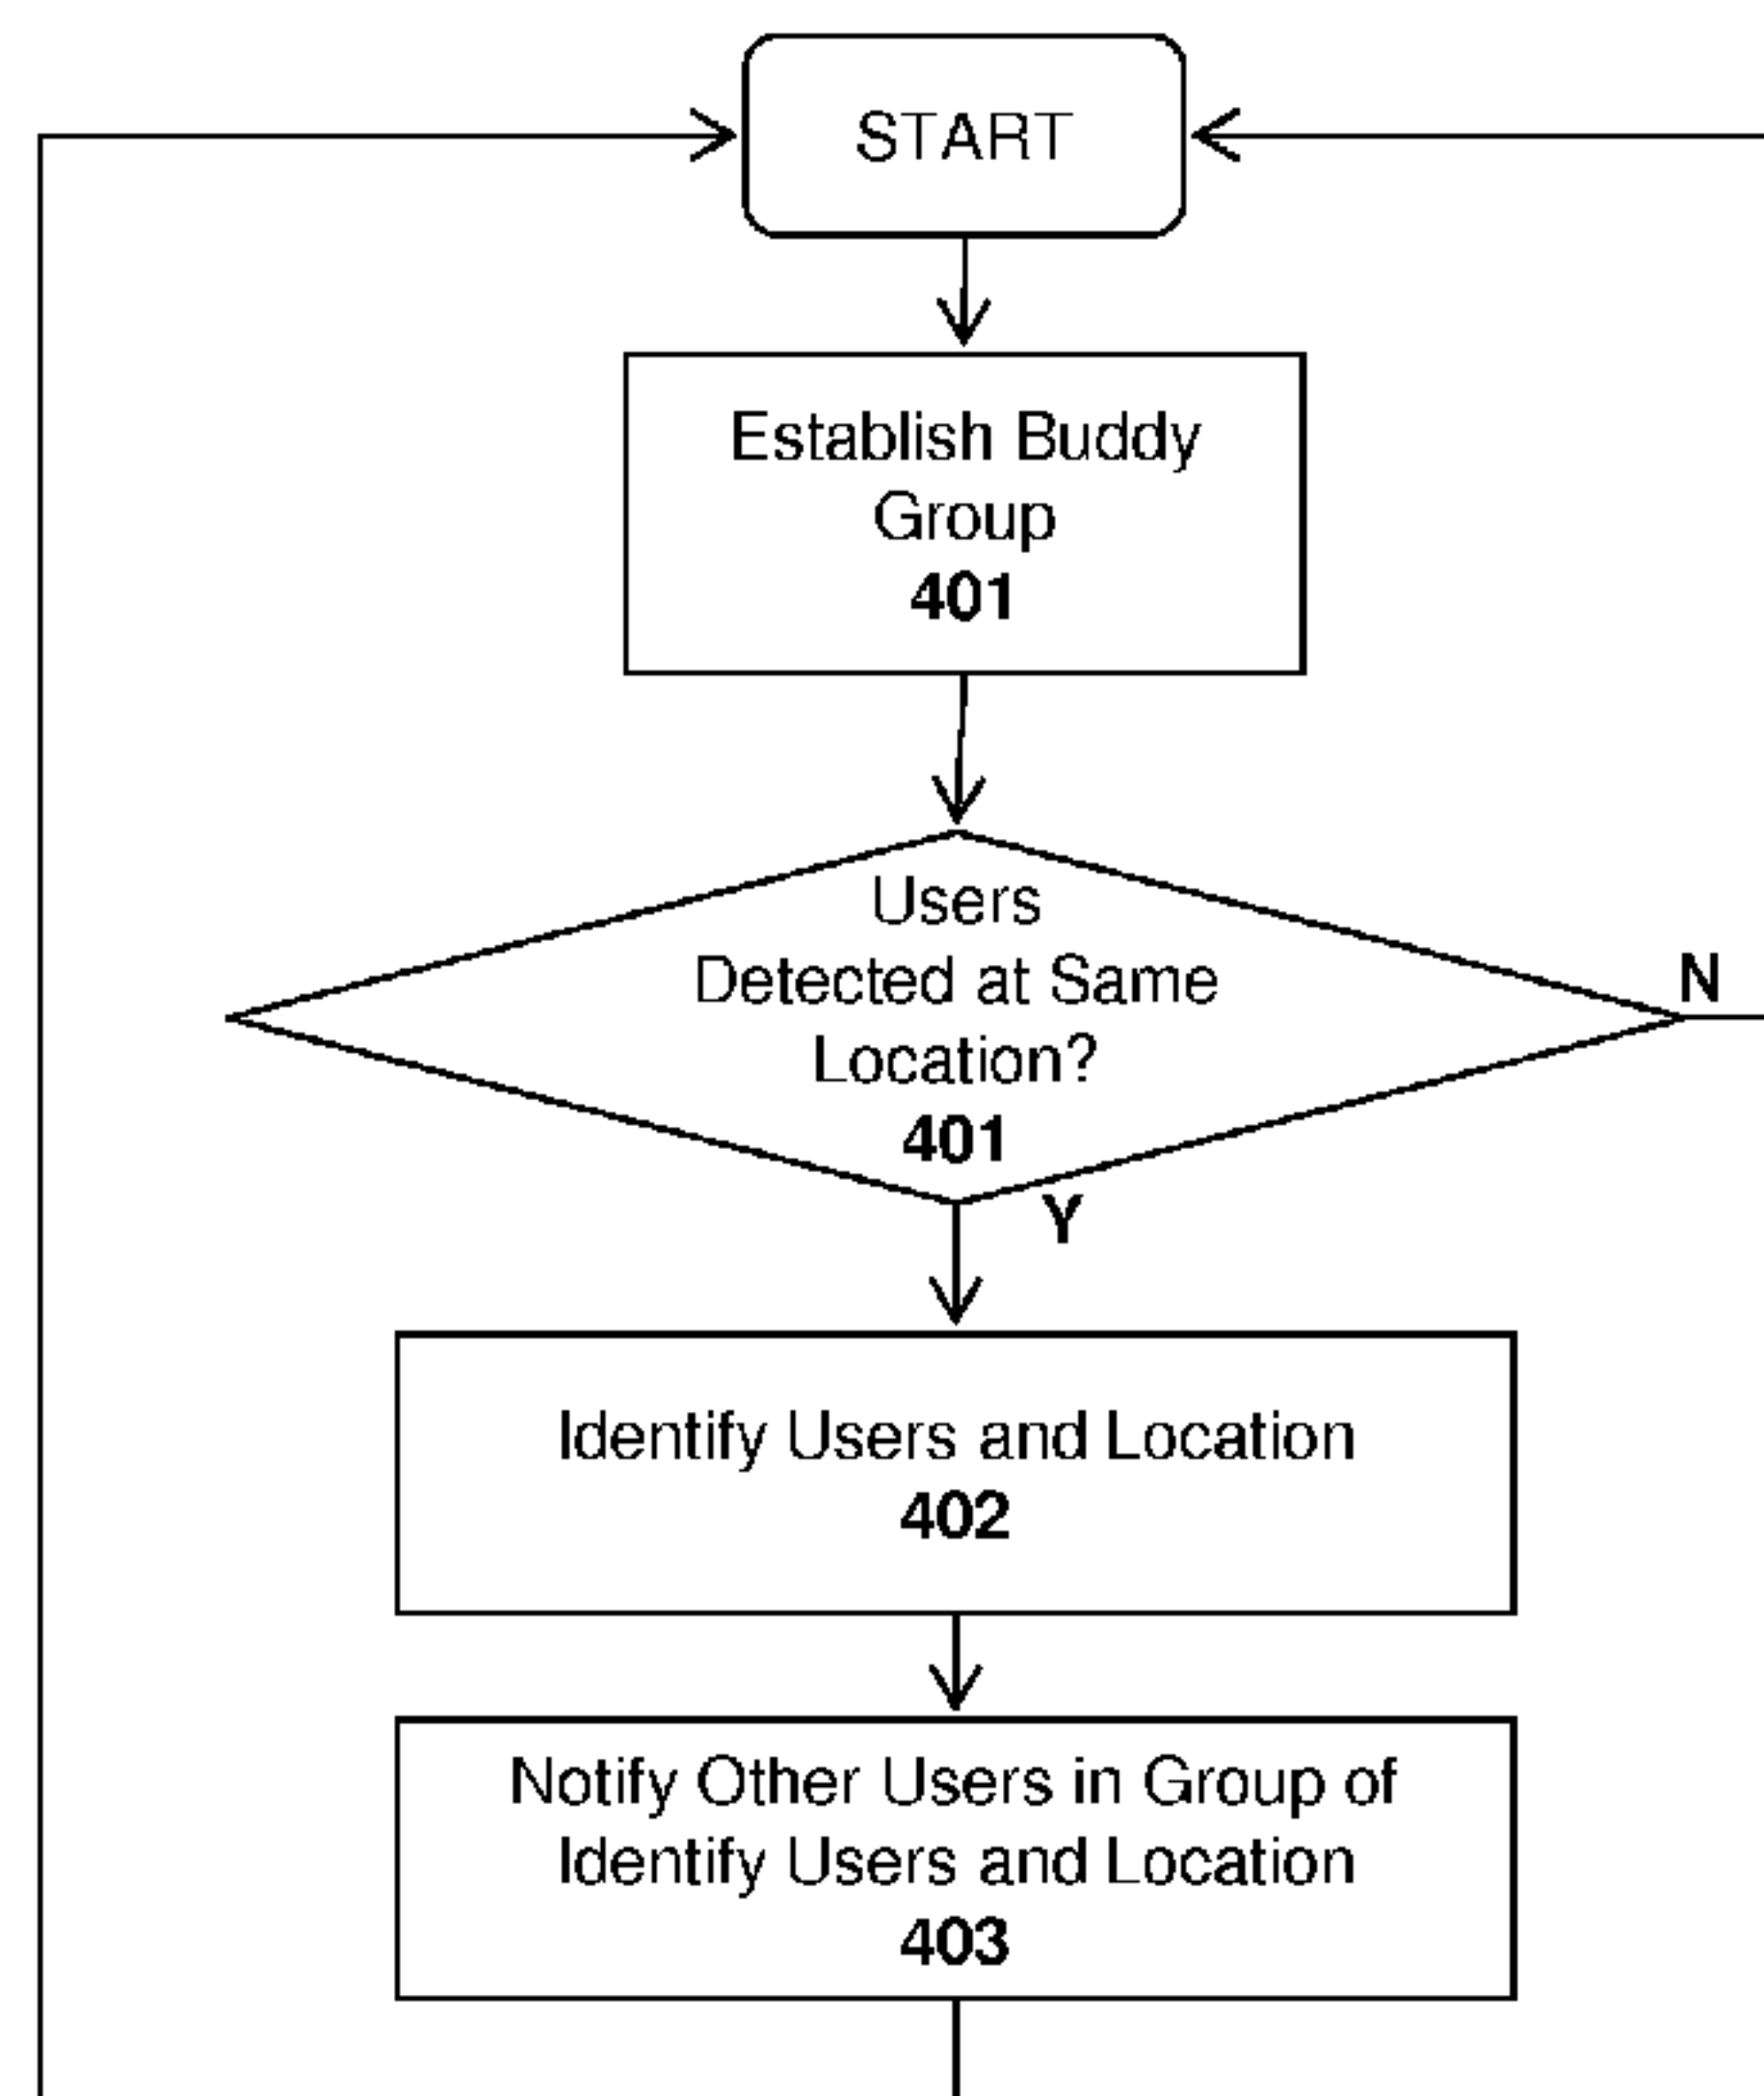 START
Establish Buddy
Group
401
Users
Detected at Same
Location?
401
N
Y
Identify Users and Location
402
Notify Other Users in Group of
Identify Users and Location
403